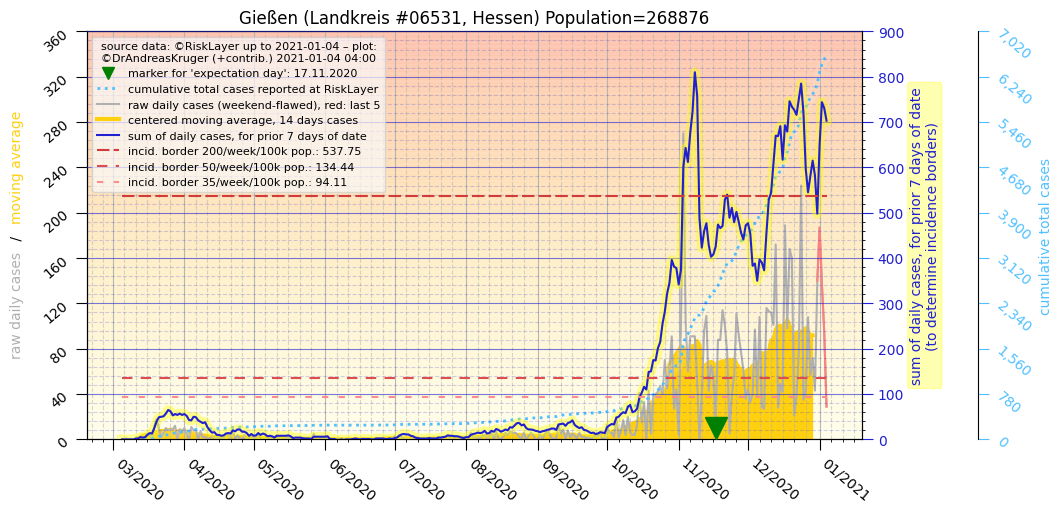 Gießen (Landkreis #06531, Hessen) Population=268876
source data: ©RiskLayer up to 2021-01-04 – plot:
©DrAndreasKruger (+contrib.) 2021-01-04 04:00
marker for 'expectation day': 17.11.2020
cumulative total cases reported at RiskLayer
raw daily cases (weekend-flawed), red: last 5
centered moving average, 14 days cases
sum of daily cases, for prior 7 days of date
incid. border 200/week/100k pop.: 537.75
incid. border 50/week/100k pop.: 134.44
incid. border 35/week/100k pop.: 94.11
raw daily cases / moving average
360
320
280
240
200
160
120
80
40
0
03/2020
04/2020
05/2020
06/2020
07/2020
08/2020
09/2020
10/2020
11/2020
12/2020
01/2021
900
800
700
600
500
400
300
200
100
0
sum of daily cases, for prior 7 days of date
(to determine incidence borders)
7,020
6,240
5,460
4,680
3,900
3,120
2,340
1,560
780
0
cumulative total cases